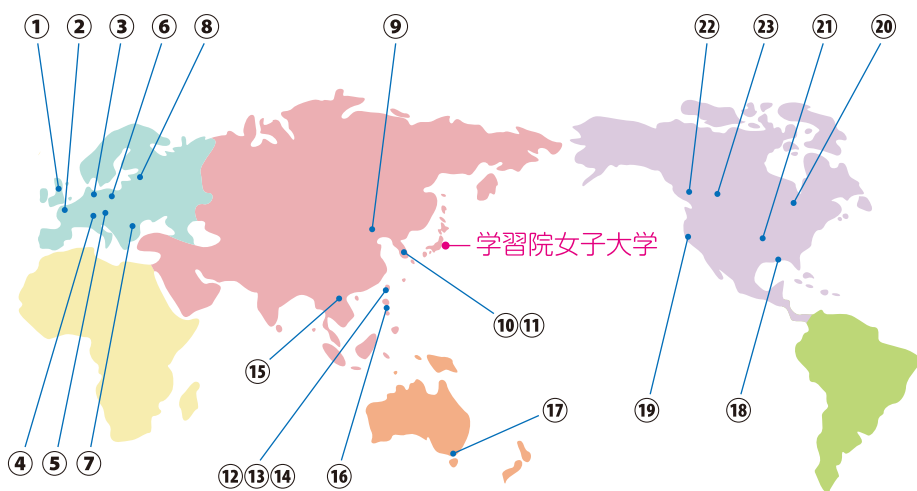 ① ② ③ ⑥ ⑧ ⑨ ㉒ ㉓ ㉑ ⑳
学習院女子大学
⑩⑪
⑮ ⑰ ⑲ ⑱
④ ⑤ ⑦ ⑫⑬⑭ ⑯